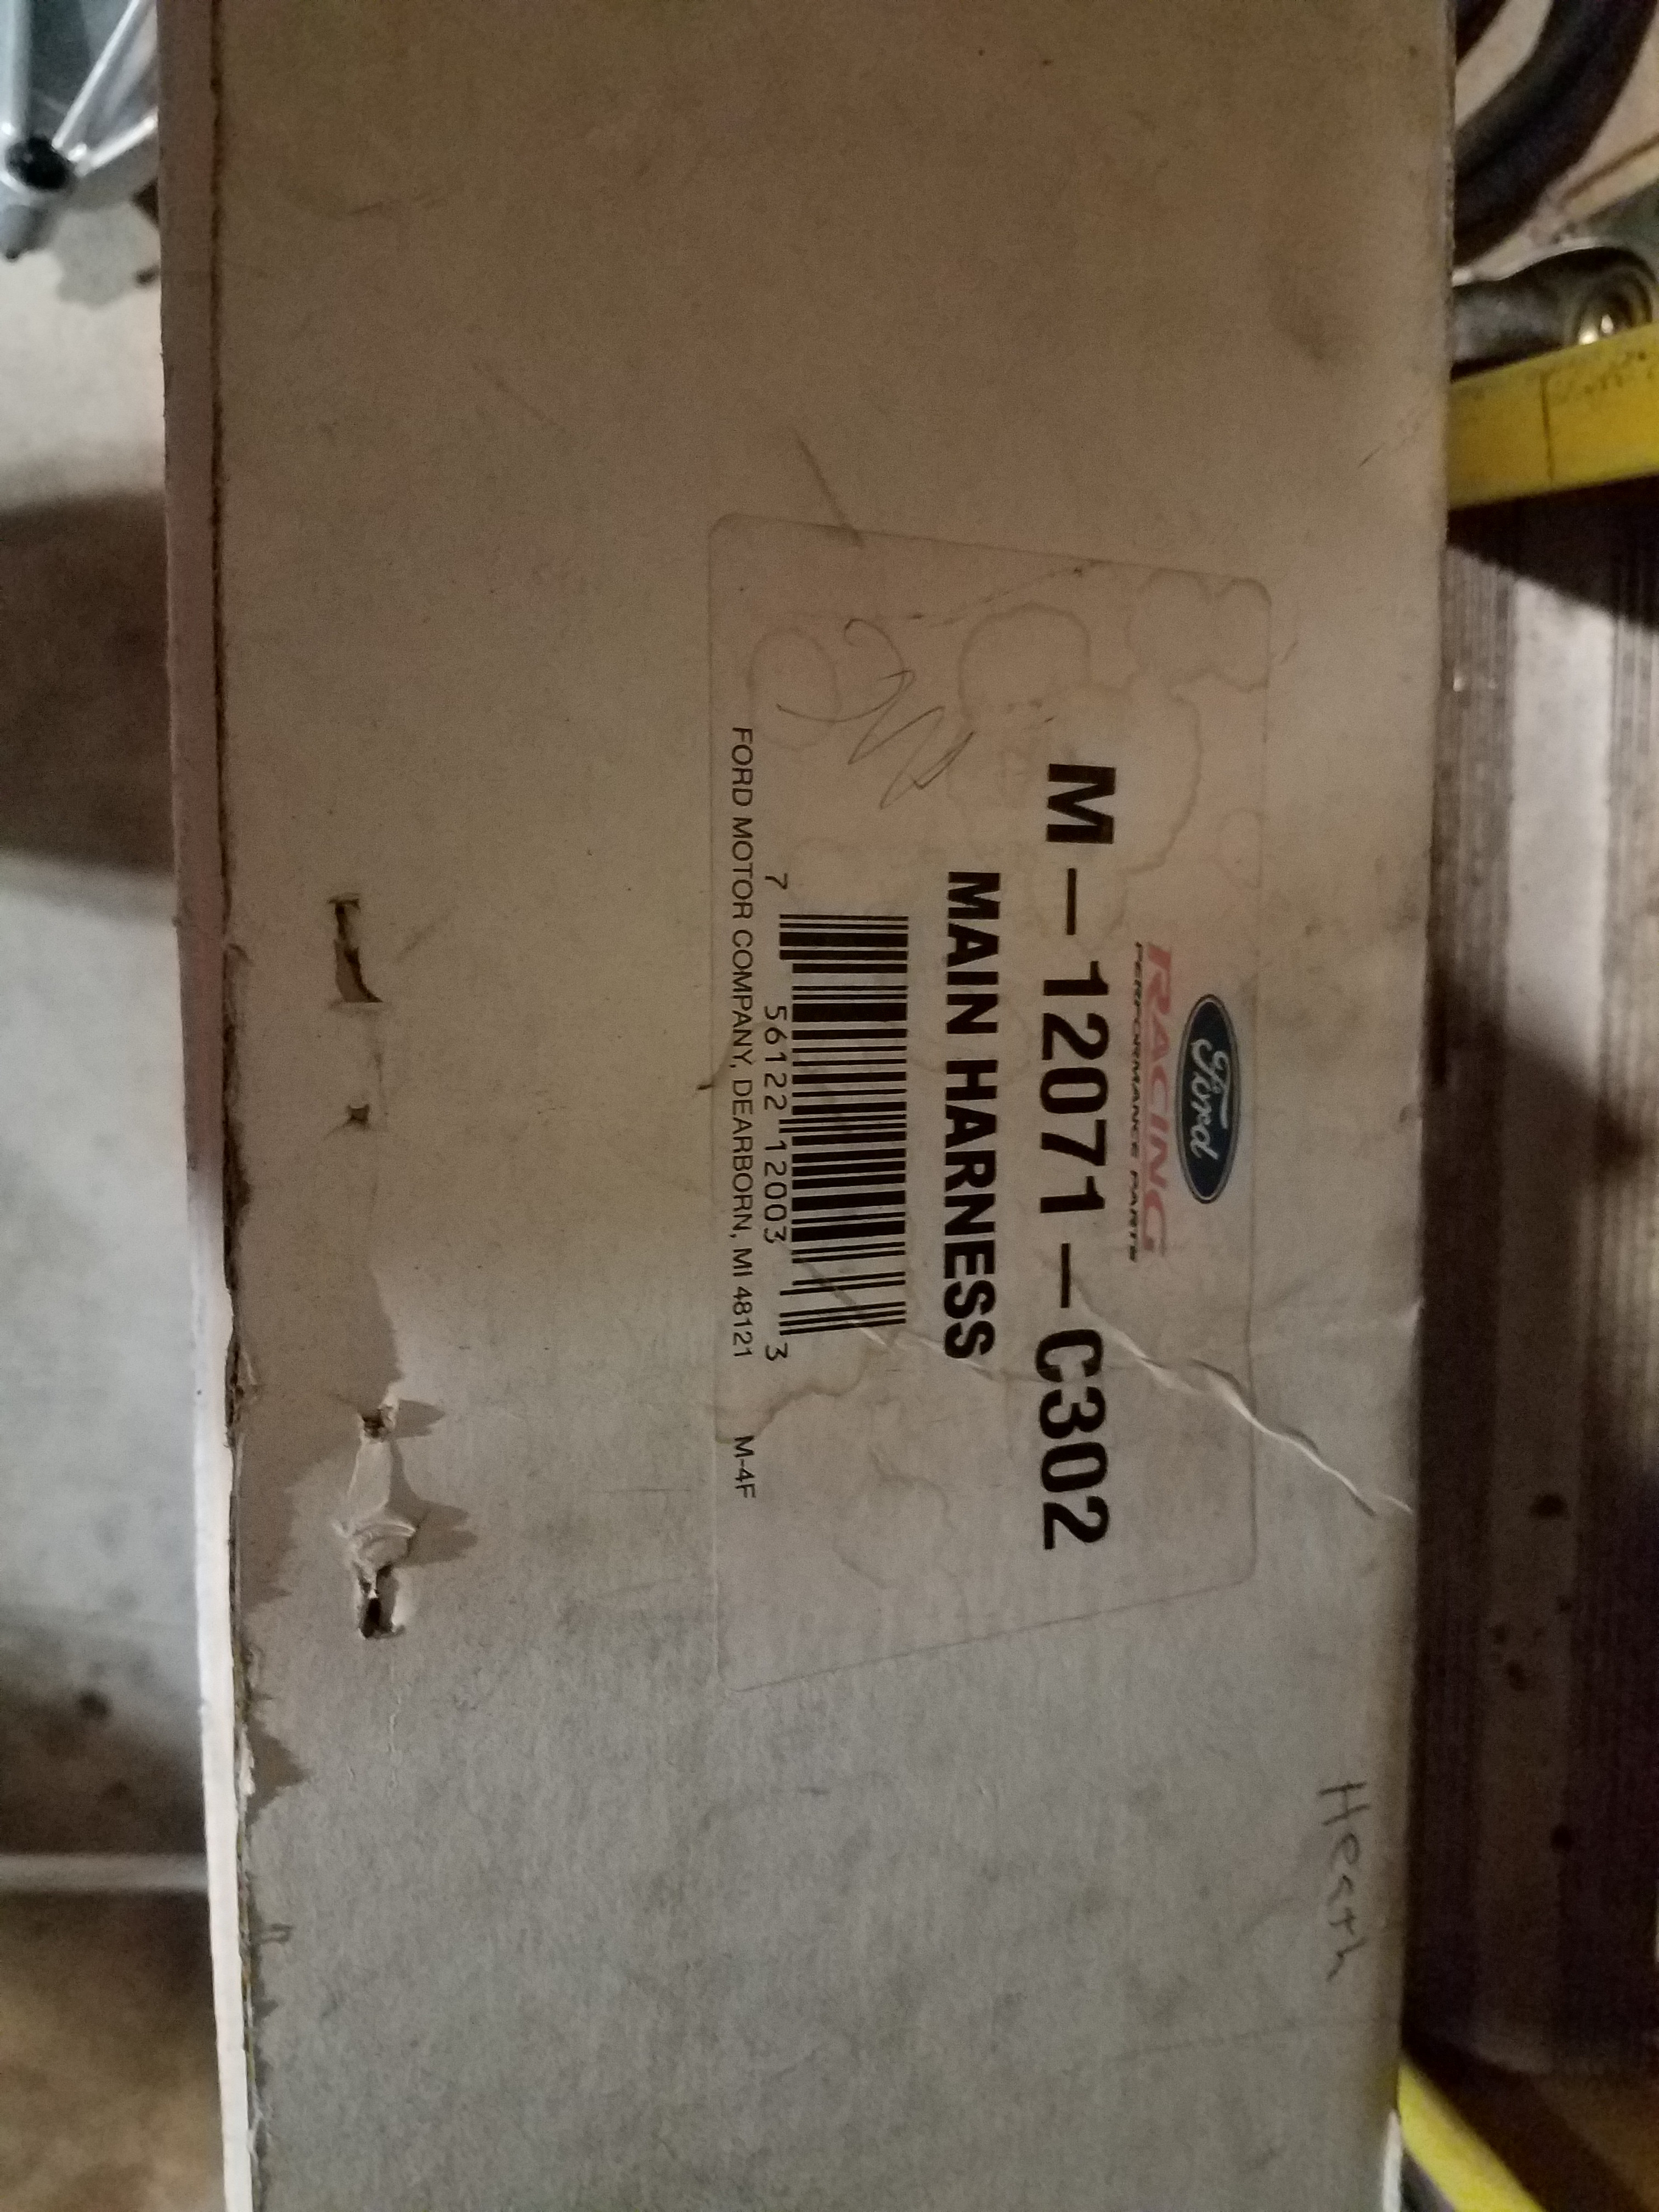 Ford
RACING
PERFORMANCE PARTS
M-12071-C302
MAIN HARNESS
7 56122 12003 3
FORD MOTOR COMPANY, DEARBORN, MI 48121 M-4F
Heath